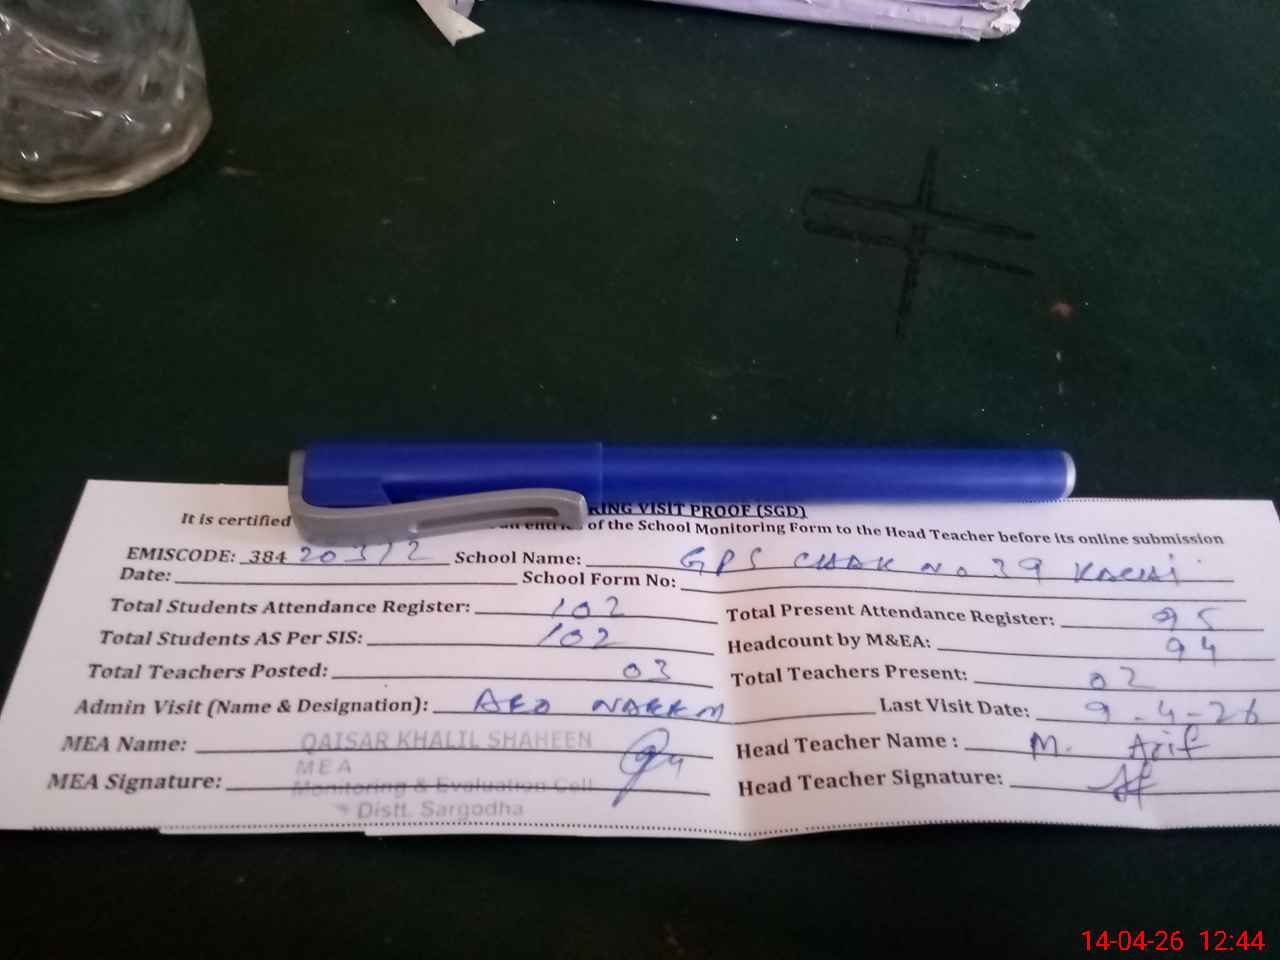 RING VISIT PROOF (SGD)
It is certified entries of the School Monitoring Form to the Head Teacher before its online submission
EMISCODE: 384 20312 School Name: GPS CHAK No 39 KACHI
Date: School Form No:
Total Students Attendance Register: 102 Total Present Attendance Register: 95
Total Students AS Per SIS: 102 Headcount by M&EA: 94
Total Teachers Posted: 03 Total Teachers Present: 02
Admin Visit (Name & Designation): AEO Last Visit Date: 9-4-26
MEA Name: QAISAR KHALIL SHAHEEN Head Teacher Name : M. Arif
MEA
MEA Signature: Monitoring & Evaluation Cell Head Teacher Signature:
Distt. Sargodha
14-04-26 12:44